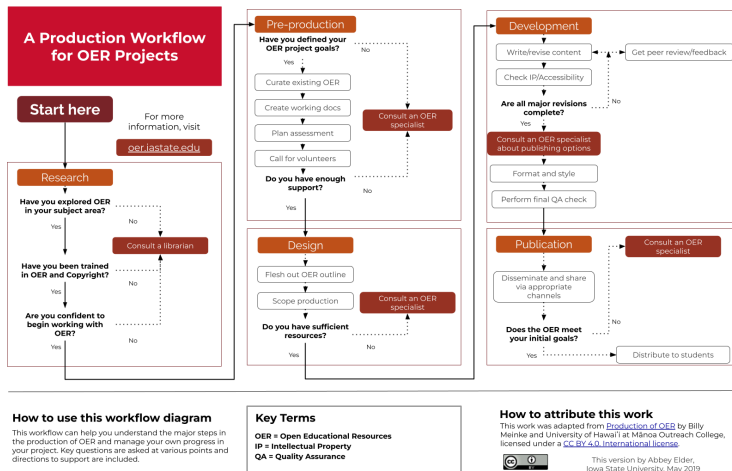 A Production Workflow
for OER Projects
Start here
For more
information, visit
oer.iastate.edu
Research
Have you explored OER
in your subject area?
No
Yes
Consult a librarian
Have you been trained
in OER and Copyright?
No
Yes
Are you confident to
begin working with
OER?
No
Yes
Pre-production
Have you defined your
OER project goals?
No
Yes
Curate existing OER
Create working docs
Consult an OER
specialist
Plan assessment
Call for volunteers
Do you have enough
support?
No
Yes
Design
Flesh out OER outline
Scope production
Consult an OER
specialist
Do you have sufficient
resources?
No
Yes
Development
Write/revise content
Get peer review/feedback
Check IP/Accessibility
Are all major revisions
complete?
No
Yes
Consult an OER specialist
about publishing options
Format and style
Perform final QA check
Publication
Consult an OER
specialist
Disseminate and share
via appropriate
channels
No
Does the OER meet
your initial goals?
Yes
Distribute to students
How to use this workflow diagram
This workflow can help you understand the major steps in
the production of OER and manage your own progress in
your project. Key questions are asked at various points and
directions to support are included.
Key Terms
OER = Open Educational Resources
IP = Intellectual Property
QA = Quality Assurance
How to attribute this work
This work was adapted from Production of OER by Billy
Meinke and University of Hawai'i at Mānoa Outreach College,
licensed under a CC BY 4.0. International license.
cc
BY
This version by Abbey Elder,
Iowa State University, May 2019